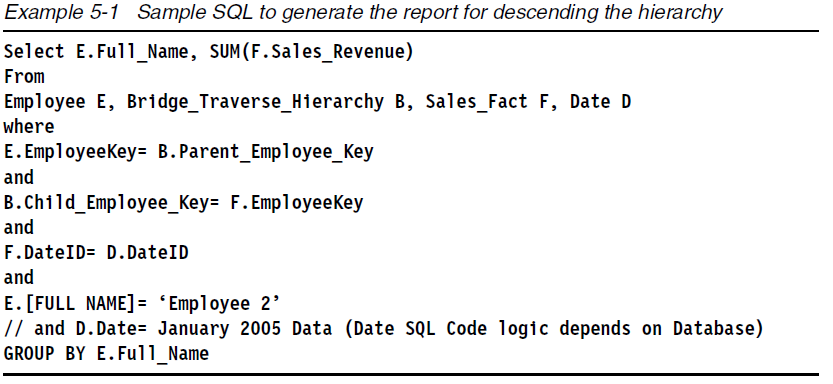 Example 5-1 Sample SQL to generate the report for descending the hierarchy
Select E.Full_Name, SUM(F.Sales_Revenue)
From
Employee E, Bridge_Traverse_Hierarchy B, Sales_Fact F, Date D
where
E.EmployeeKey= B.Parent_Employee_Key
and
B.Child_Employee_Key= F.EmployeeKey
and
F.DateID= D.DateID
and
E.[FULL NAME]= ‘Employee 2’
// and D.Date= January 2005 Data (Date SQL Code logic depends on Database)
GROUP BY E.Full_Name